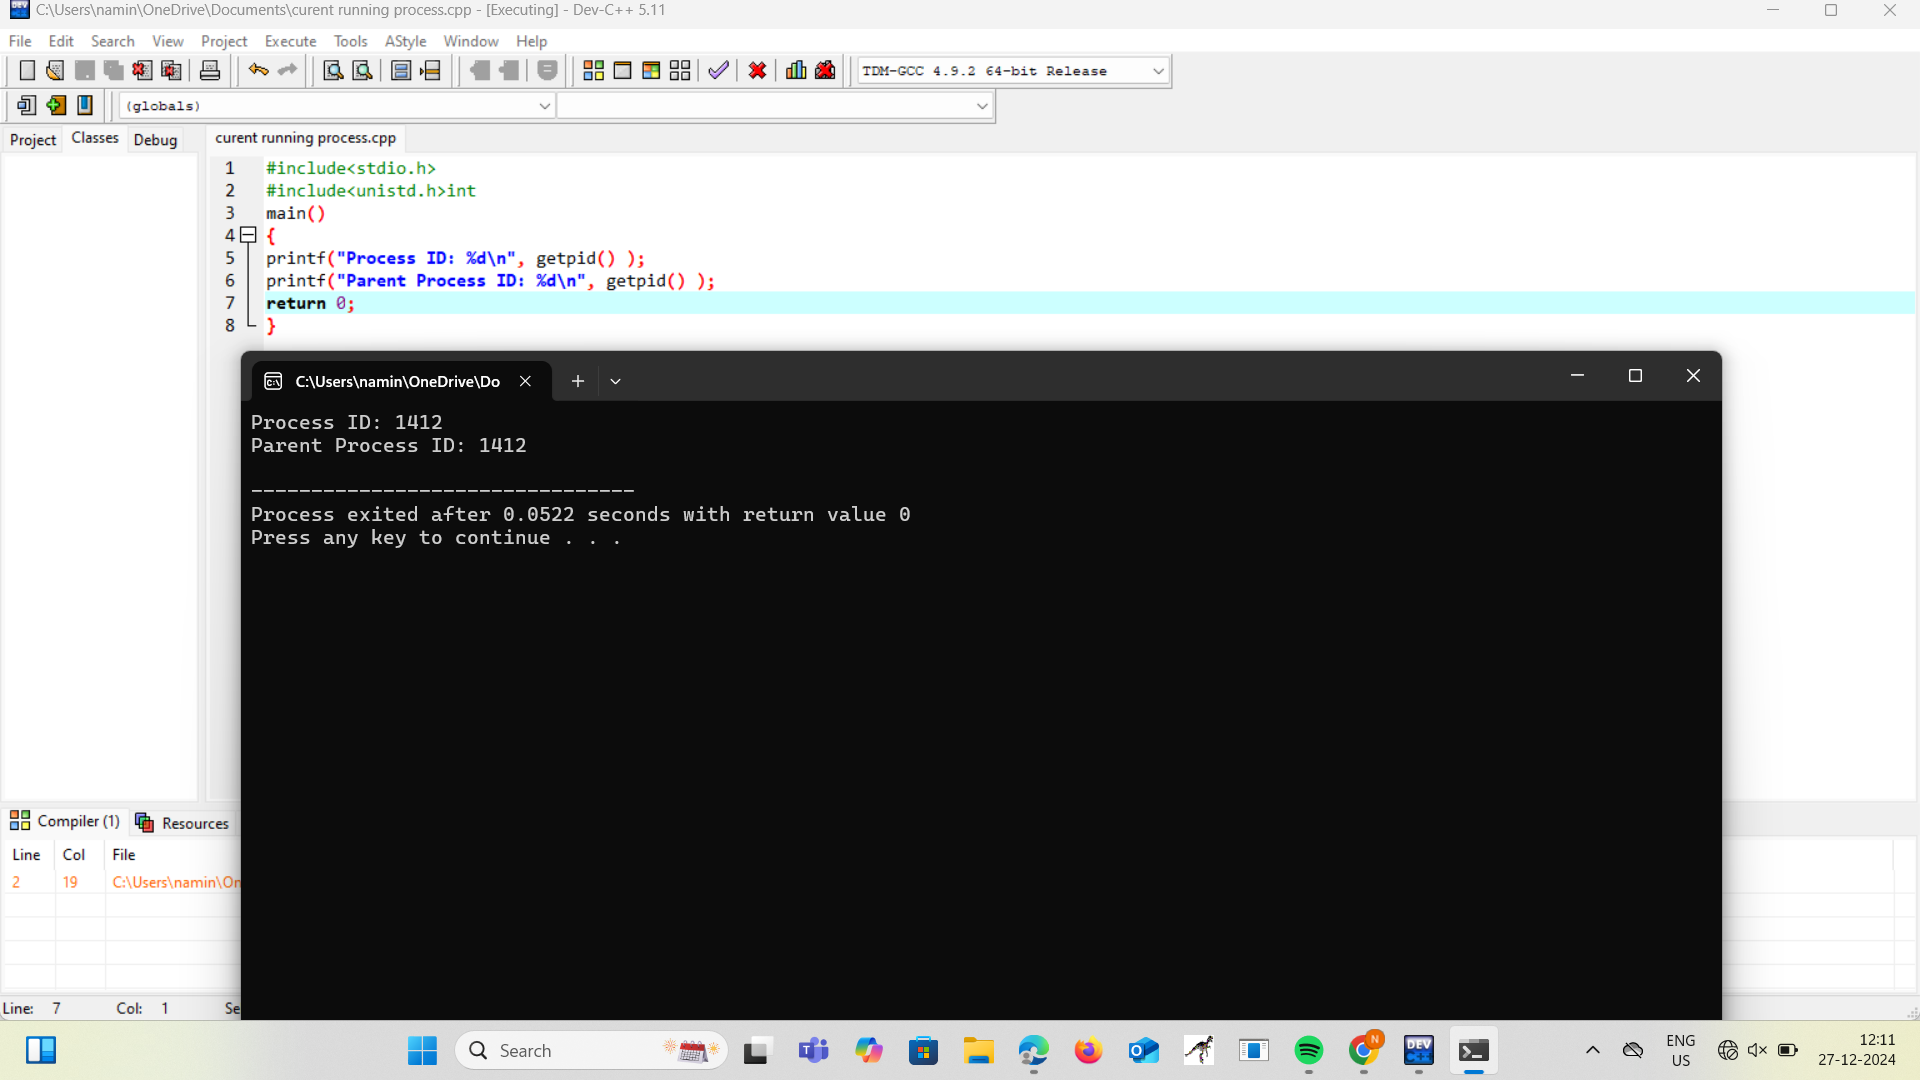 C:\Users\namin\OneDrive\Documents\curent running process.cpp - [Executing] - Dev-C++ 5.11
File Edit Search View Project Execute Tools AStyle Window Help
TDM-GCC 4.9.2 64-bit Release
(globals)
Project Classes Debug
curent running process.cpp
1 #include<stdio.h>
2 #include<unistd.h>int
3 main()
4 {
5 printf("Process ID: %d\n", getpid() );
6 printf("Parent Process ID: %d\n", getpid() );
7 return 0;
8 }
C:\Users\namin\OneDrive\Do
Process ID: 1412
Parent Process ID: 1412
--------------------------------
Process exited after 0.0522 seconds with return value 0
Press any key to continue . . .
Compiler (1) Resources
Line Col File
2 19 C:\Users\namin\On
Line: 7 Col: 1 Se
Search
ENG
US
12:11
27-12-2024